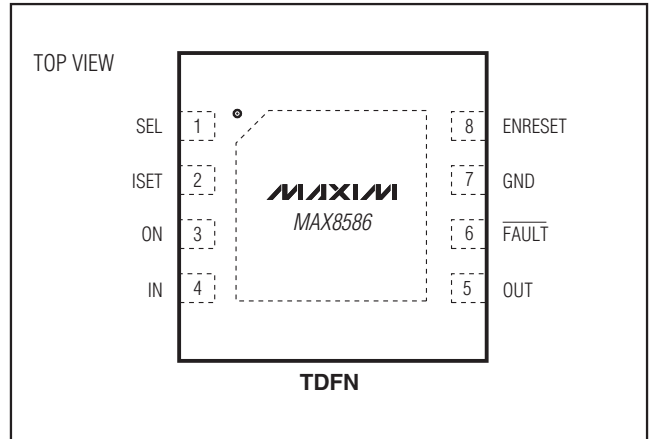 TOP VIEW
SEL 1
8 ENRESET
ISET 2
7 GND
MAXIM
MAX8586
ON 3
6 FAULT
IN 4
5 OUT
TDFN